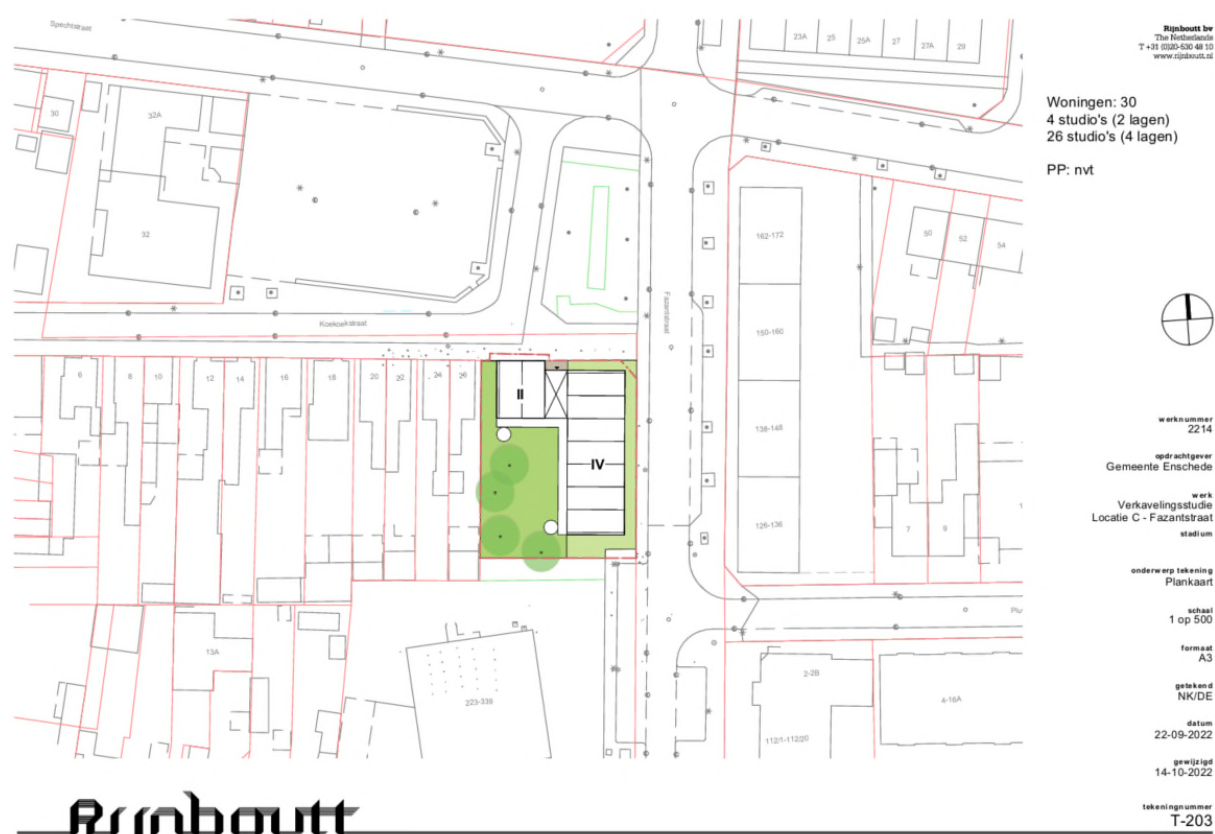 Spechtstraat
23A
25
25A
27
27A
29
Rijnboutt bv
The Netherlands
T +31 (0)20-530 48 10
www.rijnboutt.nl
Woningen: 30
4 studio's (2 lagen)
26 studio's (4 lagen)
PP: nvt
30
32A
32
162-172
50
52
54
Koekoekstraat
Fazantstraat
150-160
6
8
10
12
14
16
18
20
22
24
26
II
IV
138-148
126-136
7
9
werknummer
2214
opdrachtgever
Gemeente Enschede
werk
Verkavelingsstudie
Locatie C - Fazantstraat
stadium
onderwerp tekening
Plankaart
schaal
1 op 500
formaat
A3
getekend
NK/DE
datum
22-09-2022
gewijzigd
14-10-2022
tekeningnummer
T-203
13A
223-339
2-2B
4-16A
112/1-112/20
Rijnboutt